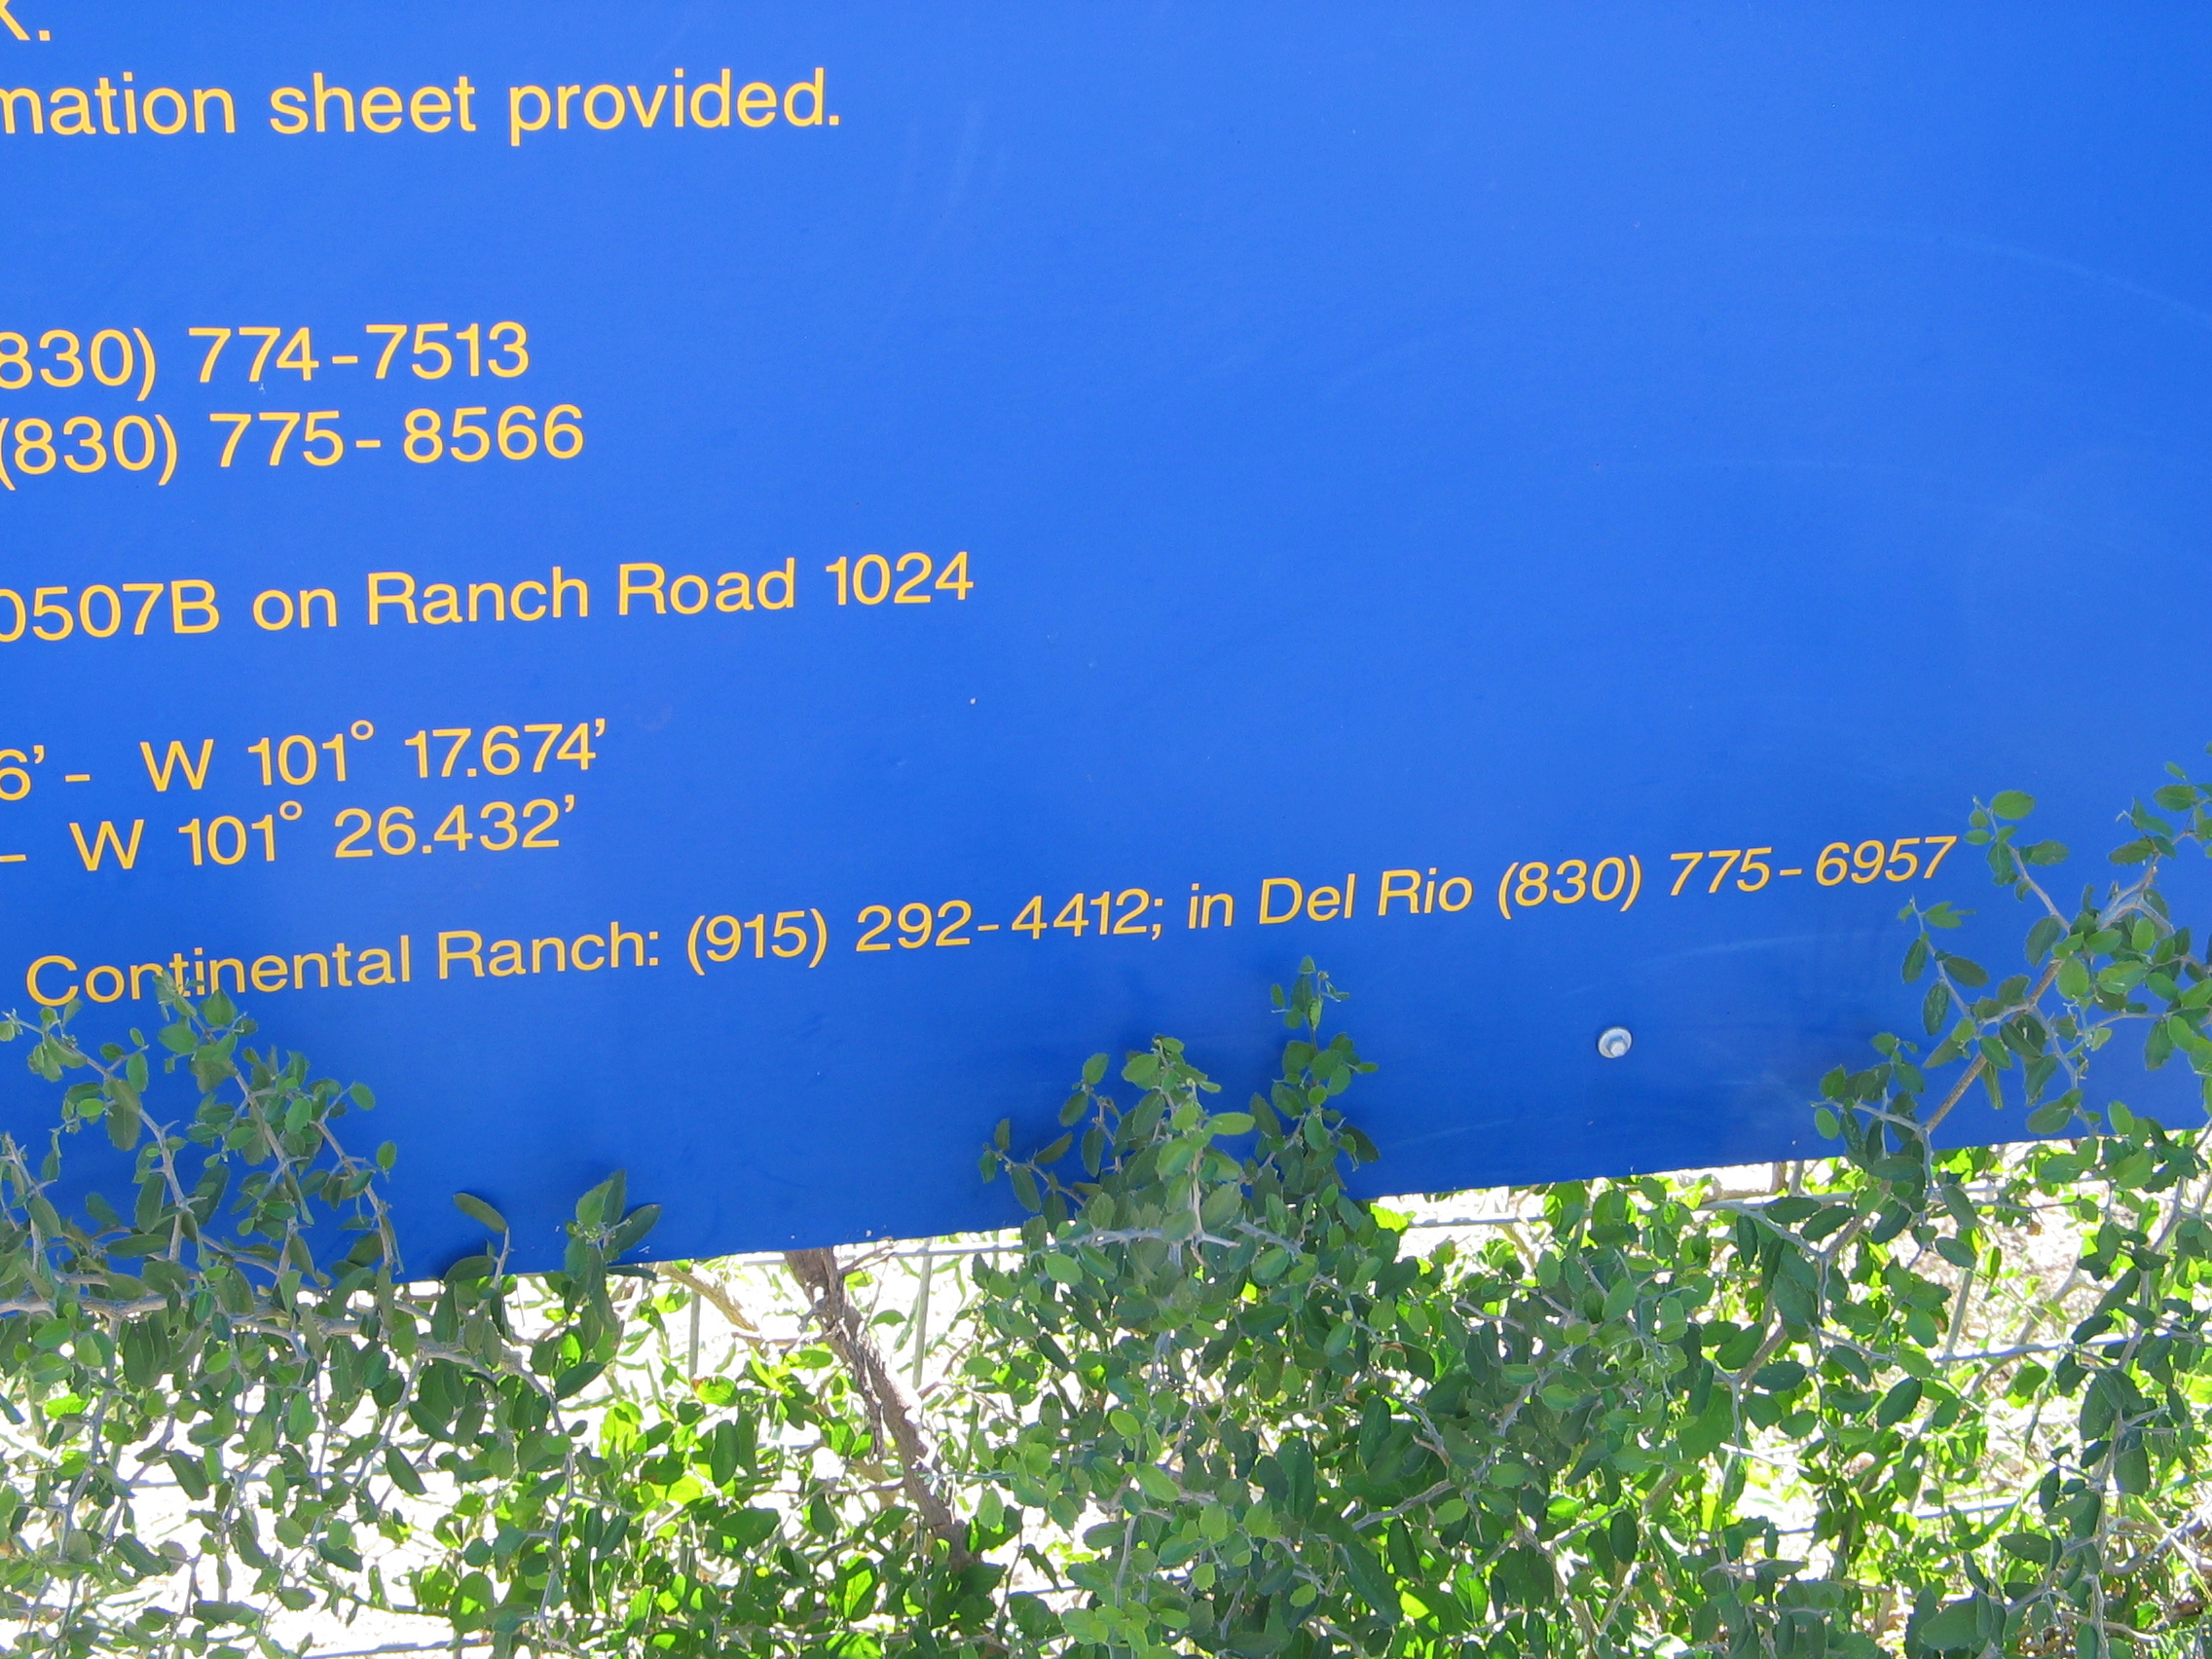 sheet provided.
830) 774-7513
(830) 775-8566
0507B on Ranch Road 1024
6' - W 101° 17.674'
- W 101° 26.432'
Continental Ranch: (915) 292-4412; in Del Rio (830) 775-6957